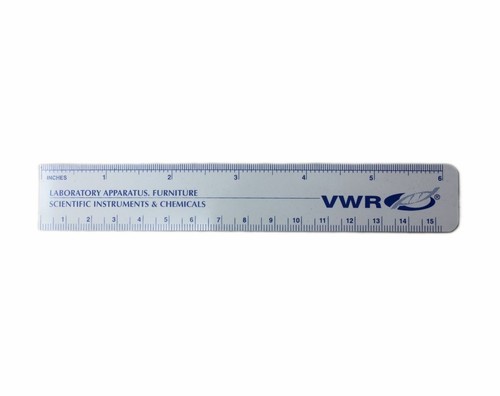 INCHES 1 2 3 4 5 6
LABORATORY APPARATUS, FURNITURE
SCIENTIFIC INSTRUMENTS & CHEMICALS
VWR ®
1 2 3 4 5 6 7 8 9 10 11 12 13 14 15